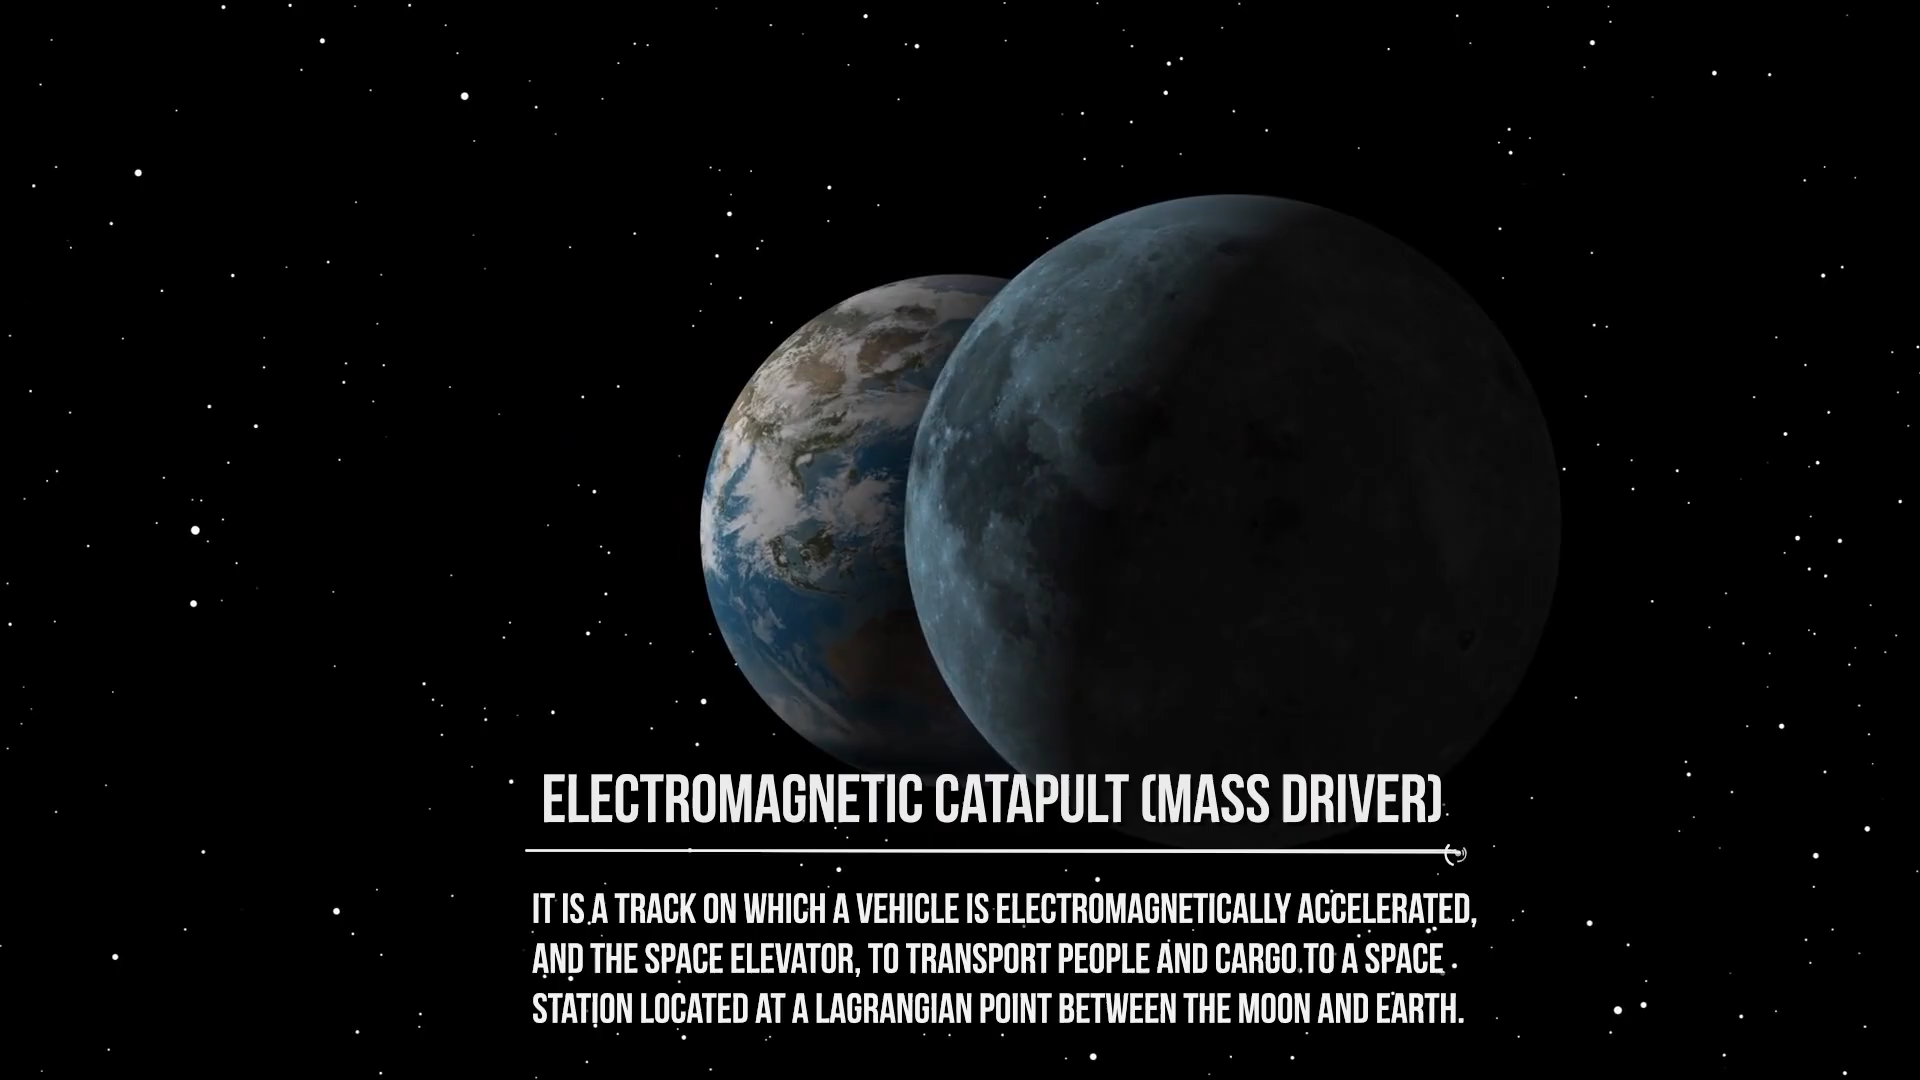 ELECTROMAGNETIC CATAPULT (MASS DRIVER)
IT IS A TRACK ON WHICH A VEHICLE IS ELECTROMAGNETICALLY ACCELERATED,
AND THE SPACE ELEVATOR, TO TRANSPORT PEOPLE AND CARGO TO A SPACE
STATION LOCATED AT A LAGRANGIAN POINT BETWEEN THE MOON AND EARTH.